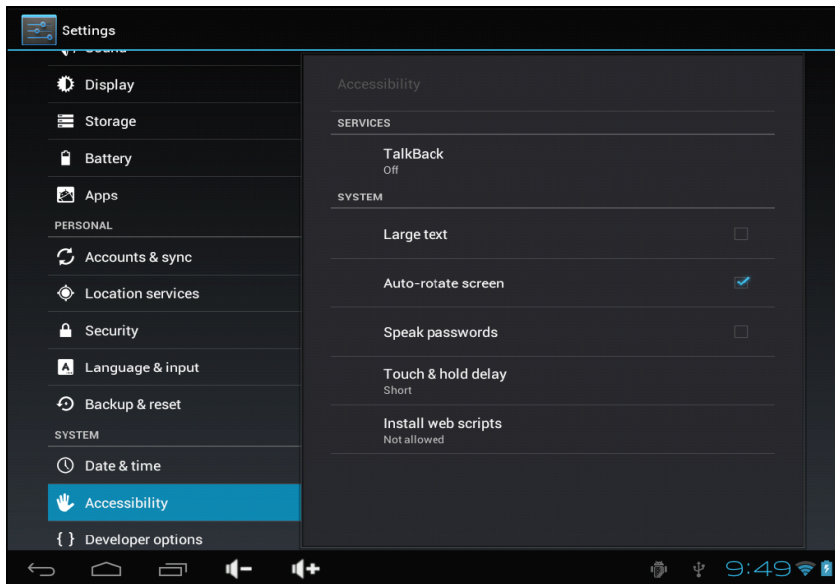 Settings
Display
Storage
Battery
Apps
PERSONAL
Accounts & sync
Location services
Security
Language & input
Backup & reset
SYSTEM
Date & time
Accessibility
Developer options
Accessibility
SERVICES
TalkBack
Off
SYSTEM
Large text
Auto-rotate screen
Speak passwords
Touch & hold delay
Short
Install web scripts
Not allowed
9:49